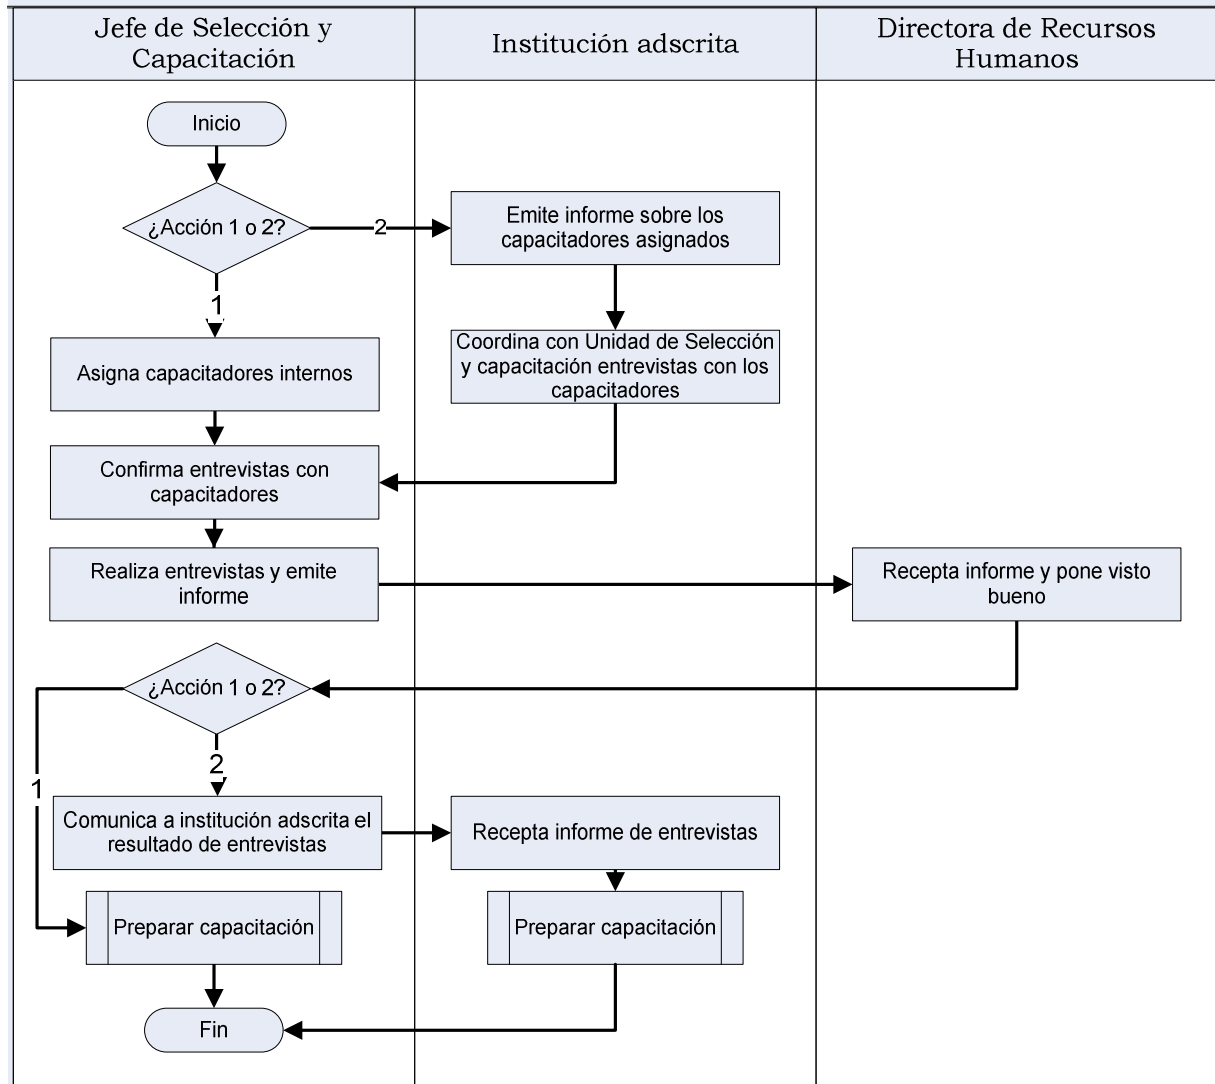 Jefe de Selección y
Capacitación
Institución adscrita
Directora de Recursos
Humanos
Inicio
¿Acción 1 o 2?
2
Emite informe sobre los
capacitadores asignados
1
Coordina con Unidad de Selección
y capacitación entrevistas con los
capacitadores
Asigna capacitadores internos
Confirma entrevistas con
capacitadores
Realiza entrevistas y emite
informe
Recepta informe y pone visto
bueno
¿Acción 1 o 2?
2
1
Comunica a institución adscrita el
resultado de entrevistas
Recepta informe de entrevistas
Preparar capacitación
Preparar capacitación
Fin